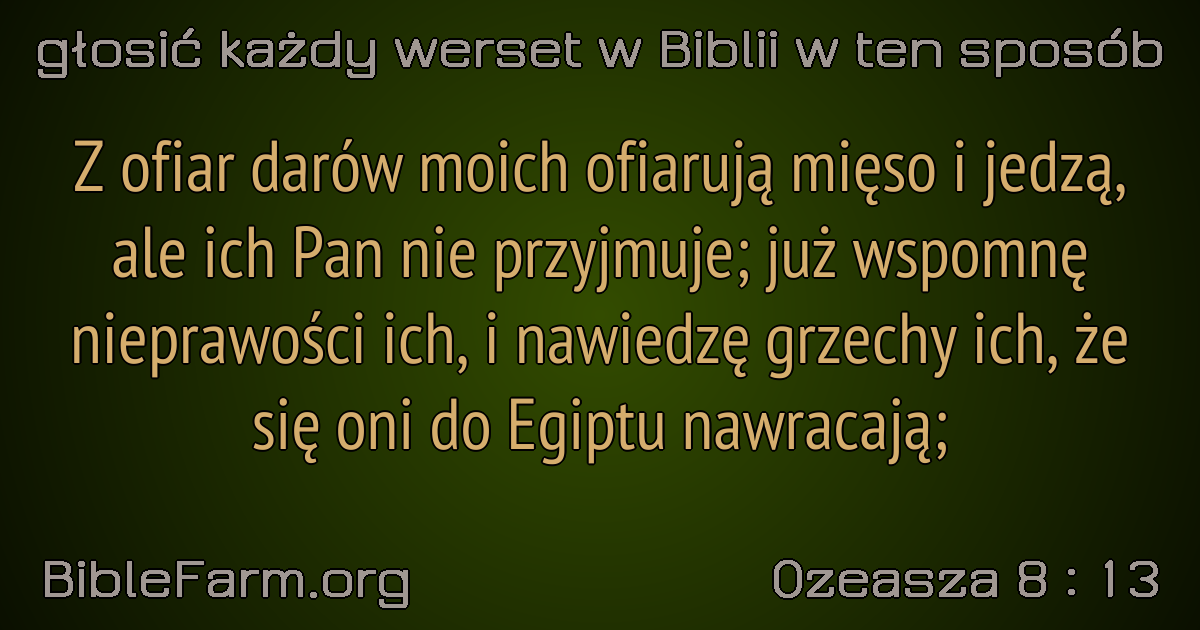 głosić każdy werset w Biblii w ten sposób
Z ofiar darów moich ofiarują mięso i jedzą,
ale ich Pan nie przyjmuje; już wspomnę
nieprawości ich, i nawiedzę grzechy ich, że
się oni do Egiptu nawracają;
BibleFarm.org
Ozeasza 8 : 13